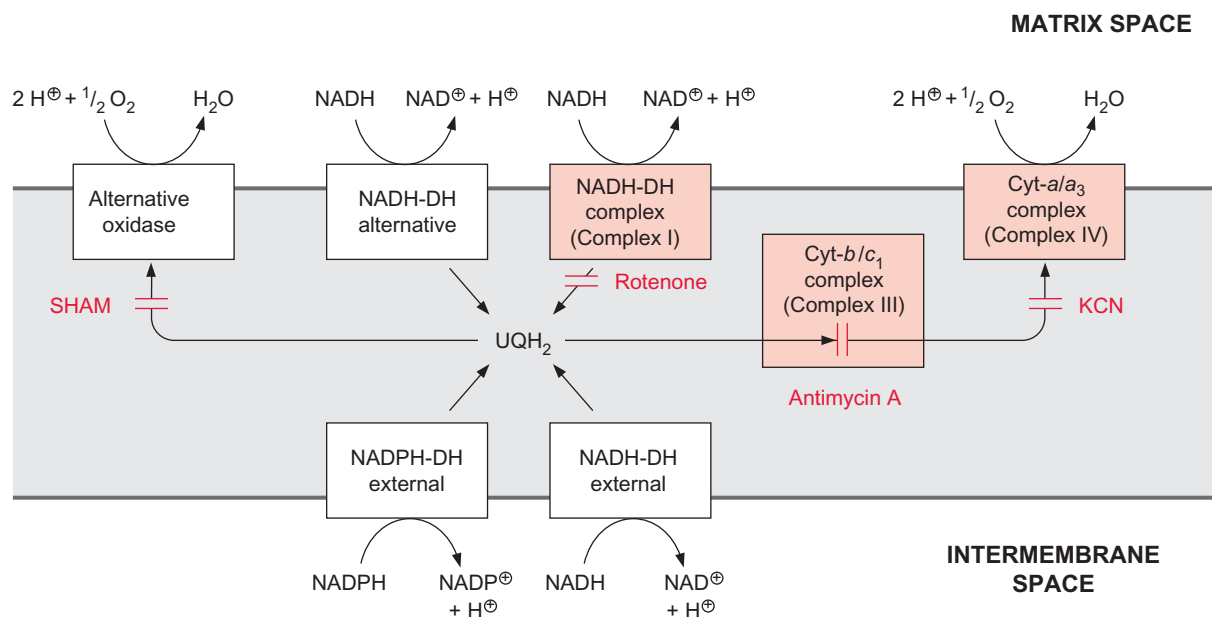 MATRIX SPACE
2 H⊕ + ¹/₂ O₂
H₂O
NADH
NAD⊕ + H⊕
NADH
NAD⊕ + H⊕
2 H⊕ + ¹/₂ O₂
H₂O
Alternative
oxidase
NADH-DH
alternative
NADH-DH
complex
(Complex I)
Cyt-a/a₃
complex
(Complex IV)
Cyt-b/c₁
complex
(Complex III)
SHAM
Rotenone
KCN
UQH₂
Antimycin A
NADPH-DH
external
NADH-DH
external
NADPH
NADP⊕
+ H⊕
NADH
NAD⊕
+ H⊕
INTERMEMBRANE
SPACE